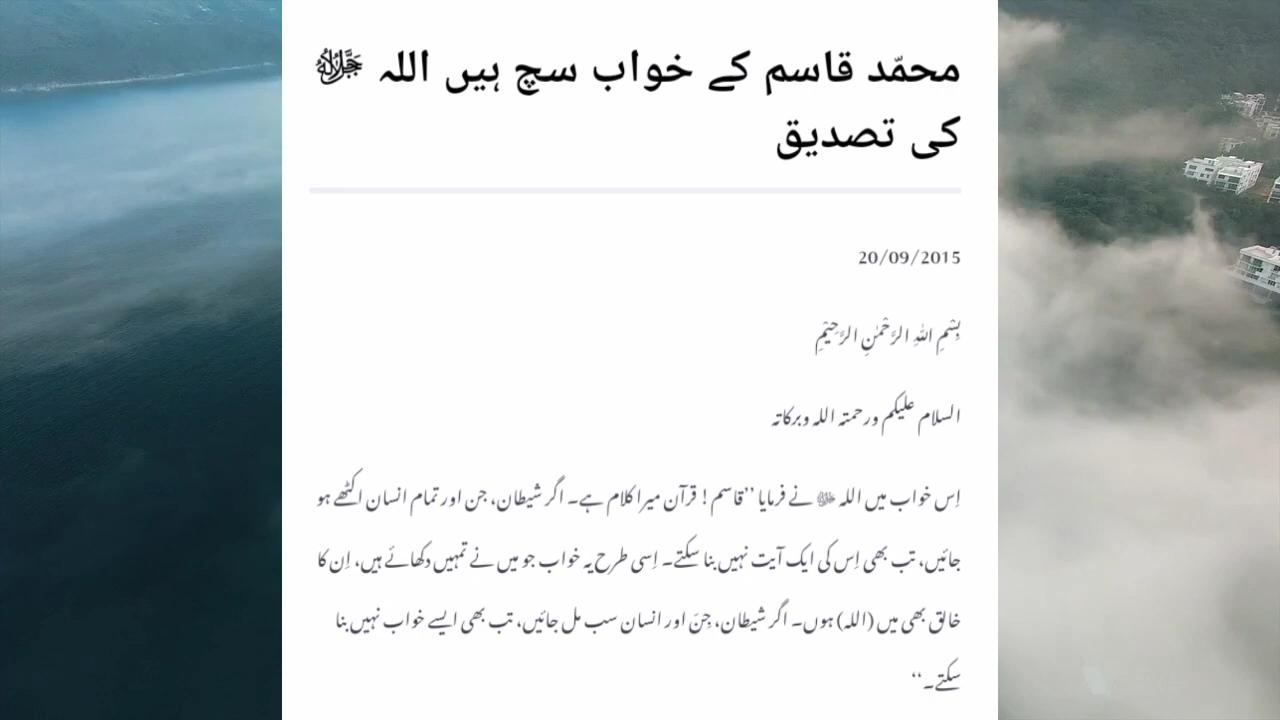 محمّد قاسم کے خواب سچ ہیں اللہ ﷻ
کی تصدیق
20/09/2015
بِسْمِ اللهِ الرَّحْمٰنِ الرَّحِيْمِ
السلام علیکم ورحمتہ اللہ وبرکاتہ
اِس خواب میں اللہ ﷻ نے فرمایا ’’قاسم! قرآن میرا کلام ہے۔ اگر شیطان، جن اور تمام انسان اکٹھے ہو
جائیں، تب بھی اِس کی ایک آیت نہیں بنا سکتے۔ اِسی طرح یہ خواب جو میں نے تمہیں دکھائے ہیں، اِن کا
خالق بھی میں (اللہ) ہوں۔ اگر شیطان، جِنَ اور انسان سب مل جائیں، تب بھی ایسے خواب نہیں بنا
سکتے۔‘‘